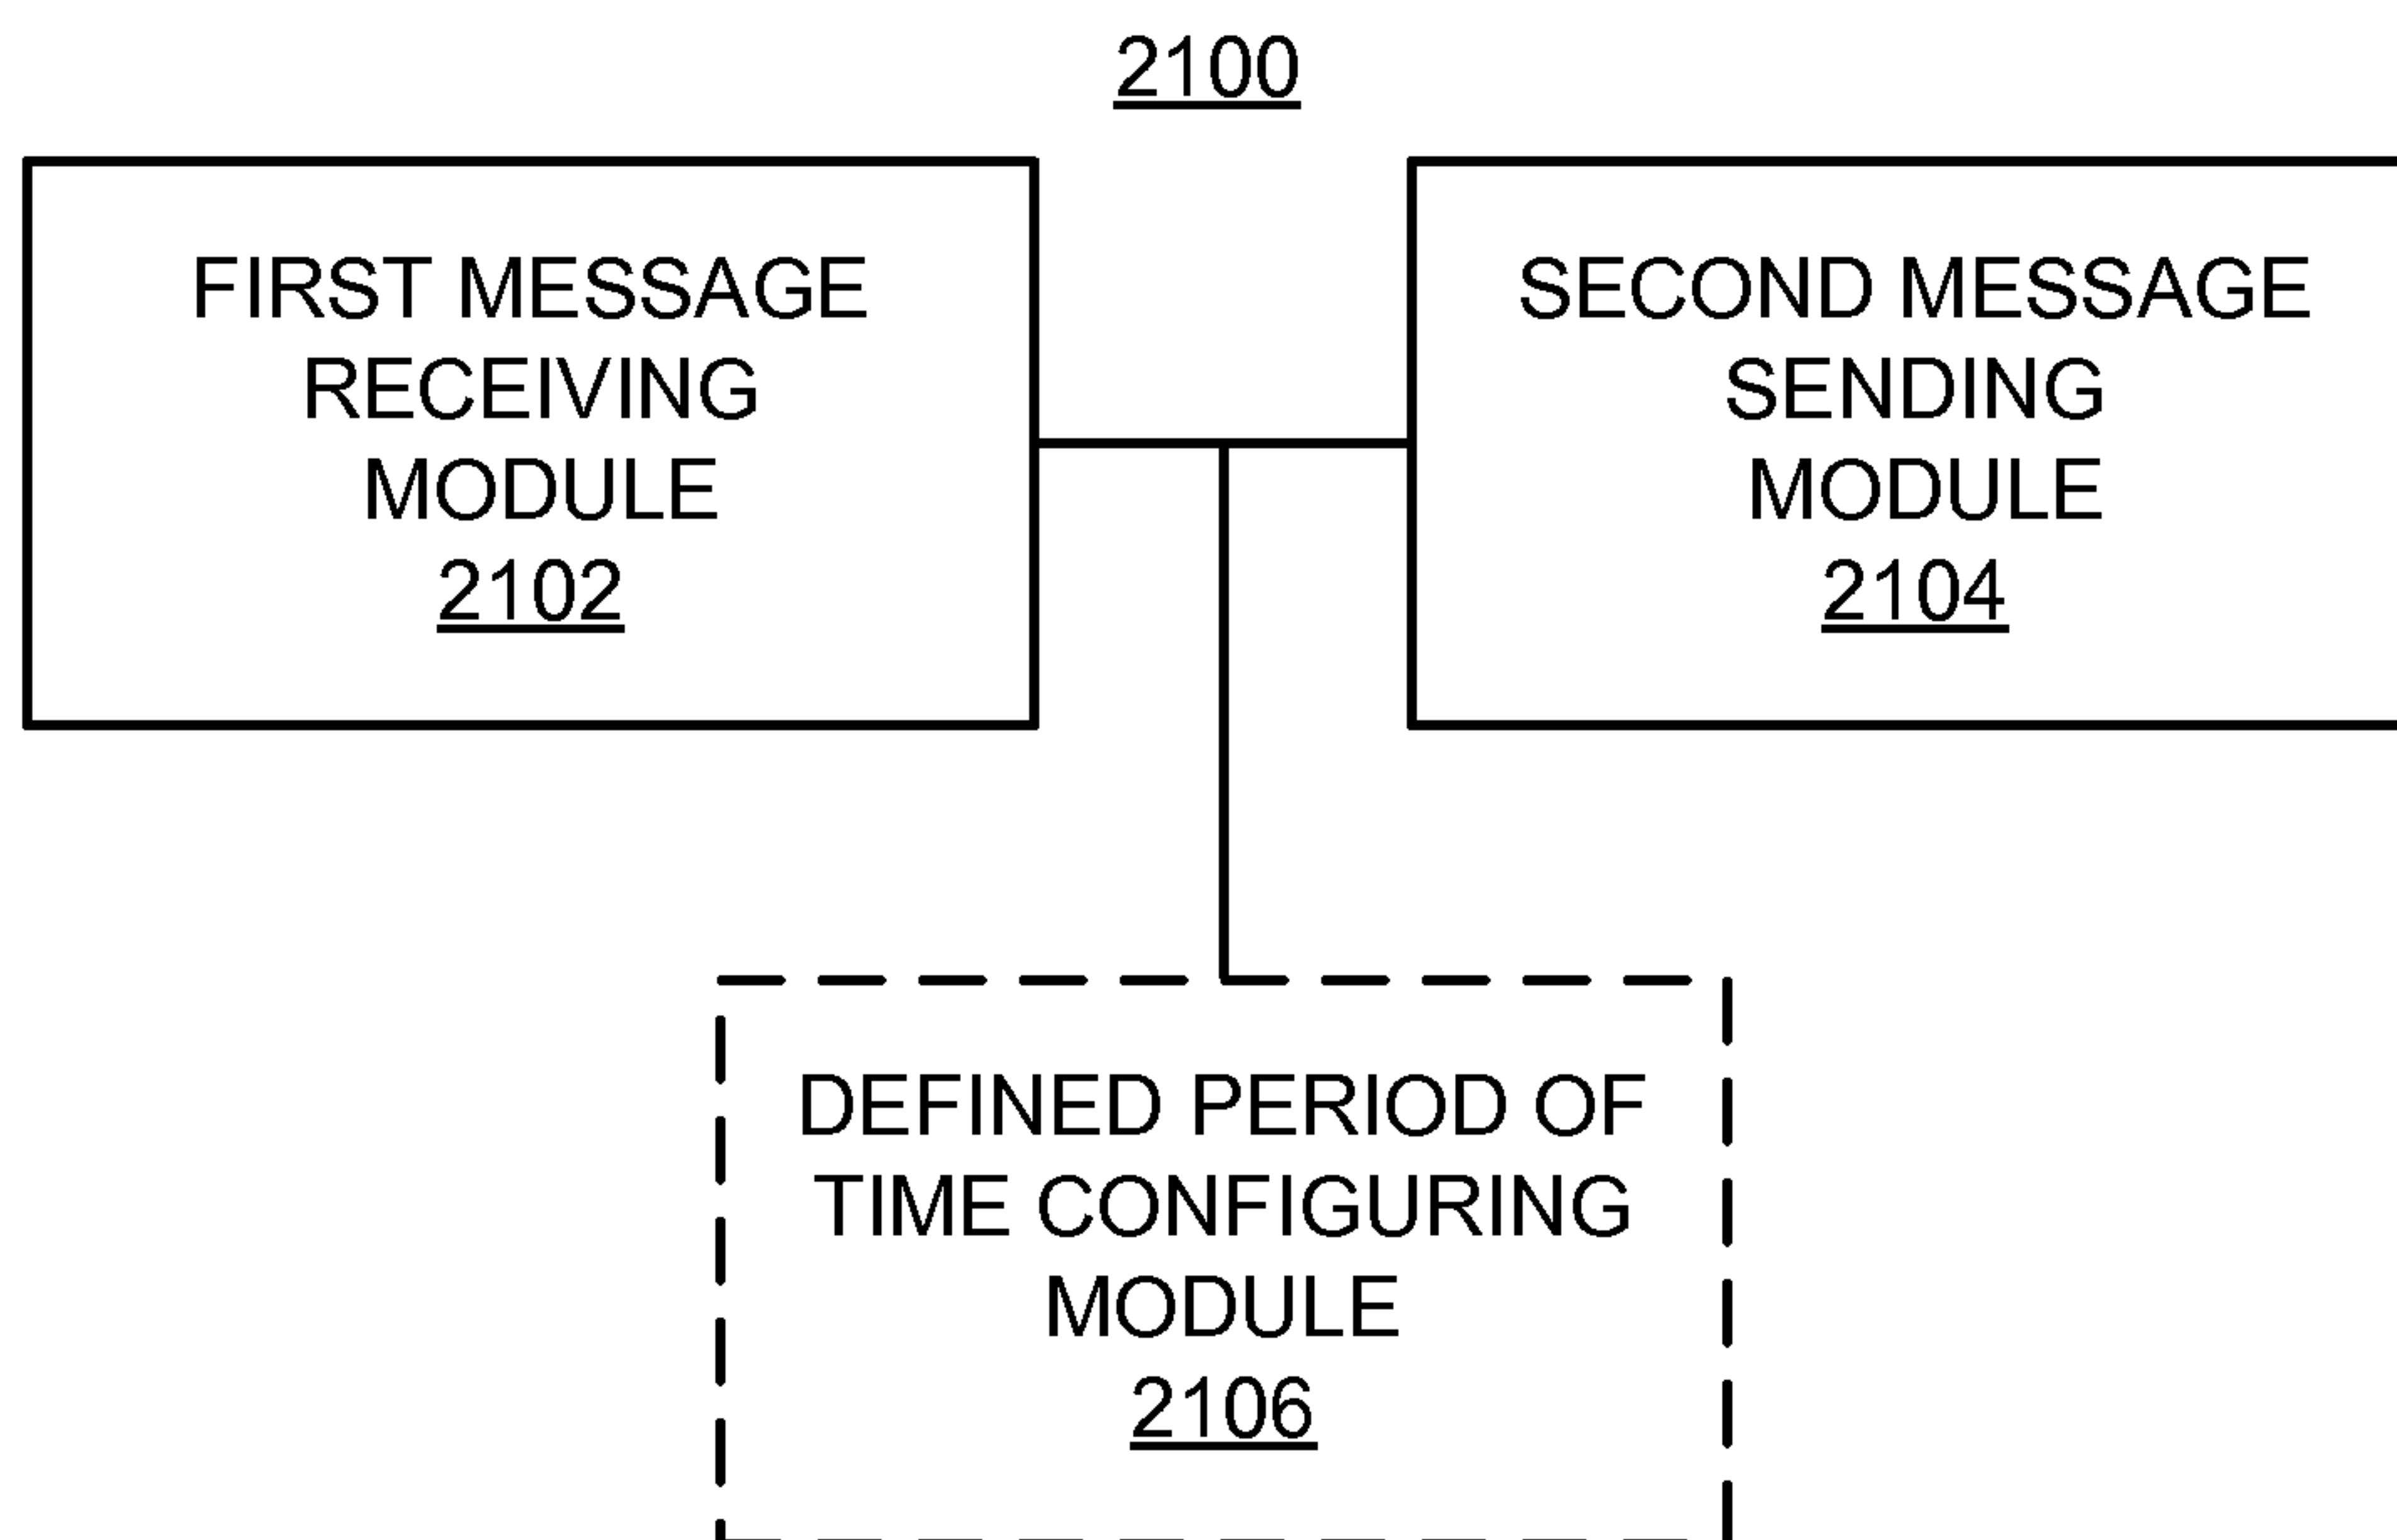 2100
FIRST MESSAGE
RECEIVING
MODULE
2102
SECOND MESSAGE
SENDING
MODULE
2104
DEFINED PERIOD OF
TIME CONFIGURING
MODULE
2106